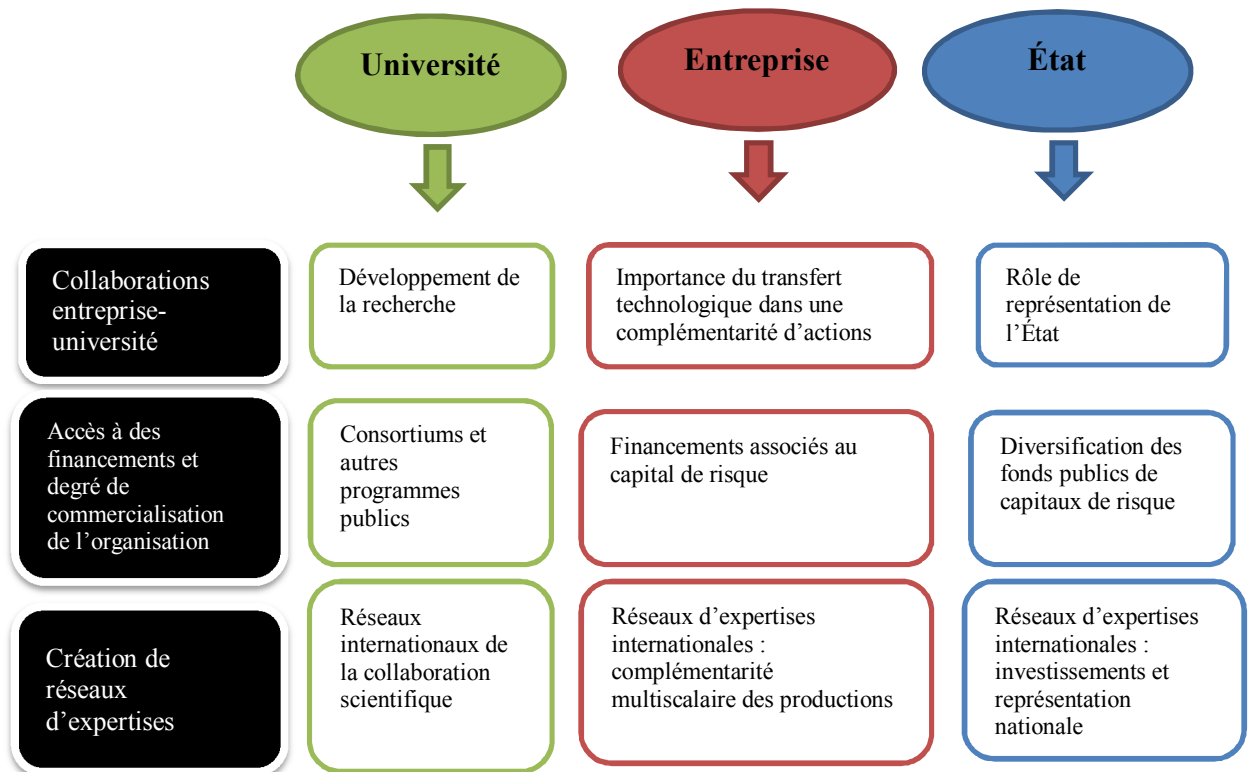 Université
Entreprise
État
Collaborations
entreprise-
université
Développement de
la recherche
Importance du transfert
technologique dans une
complémentarité d’actions
Rôle de
représentation de
l’État
Accès à des
financements et
degré de
commercialisation
de l’organisation
Consortiums et
autres
programmes
publics
Financements associés au
capital de risque
Diversification des
fonds publics de
capitaux de risque
Création de
réseaux
d’expertises
Réseaux
internationaux de
la collaboration
scientifique
Réseaux d’expertises
internationales :
complémentarité
multiscalaire des productions
Réseaux d’expertises
internationales :
investissements et
représentation
nationale